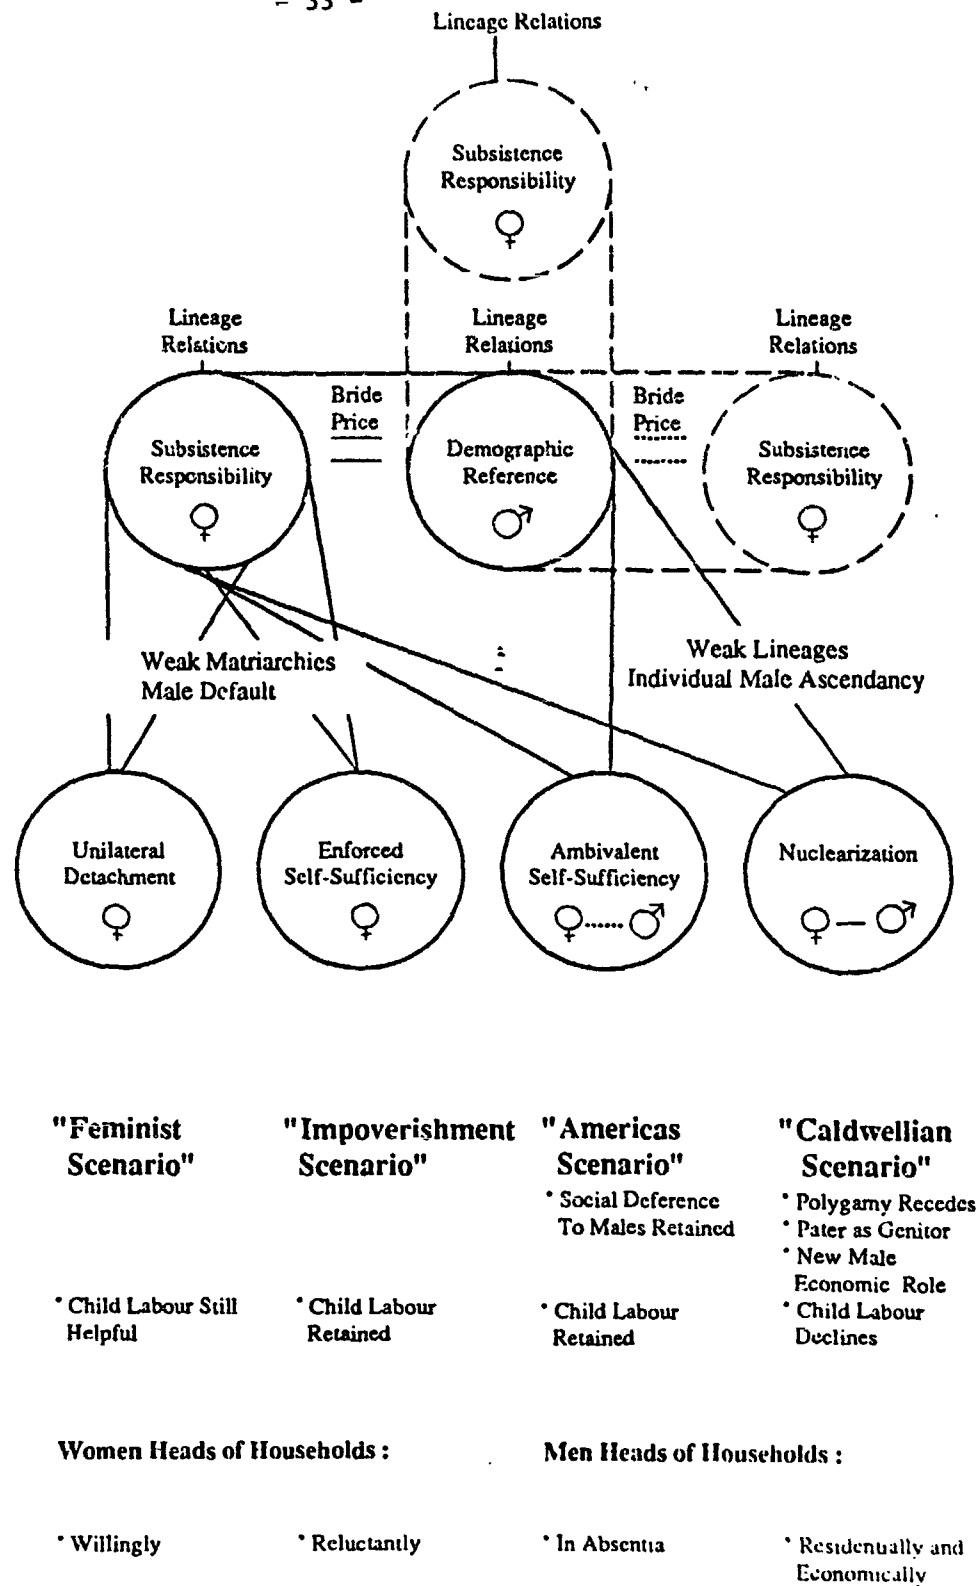 - 33 -
Lineage Relations
Subsistence
Responsibility
♀
Lineage
Relations
Lineage
Relations
Lineage
Relations
Bride
Price
Bride
Price
Subsistence
Responsibility
♀
Demographic
Reference
♂
Subsistence
Responsibility
♀
Weak Matriarchies
Male Default
Weak Lineages
Individual Male Ascendancy
Unilateral
Detachment
♀
Enforced
Self-Sufficiency
♀
Ambivalent
Self-Sufficiency
♀......♂
Nuclearization
♀—♂
"Feminist
Scenario"
• Child Labour Still
Helpful
"Impoverishment
Scenario"
• Child Labour
Retained
"Americas
Scenario"
• Social Deference
To Males Retained
• Child Labour
Retained
"Caldwellian
Scenario"
• Polygamy Recedes
• Pater as Genitor
• New Male
Economic Role
• Child Labour
Declines
Women Heads of Households :
Men Heads of Households :
• Willingly
• Reluctantly
• In Absentia
• Residentually and
Economically